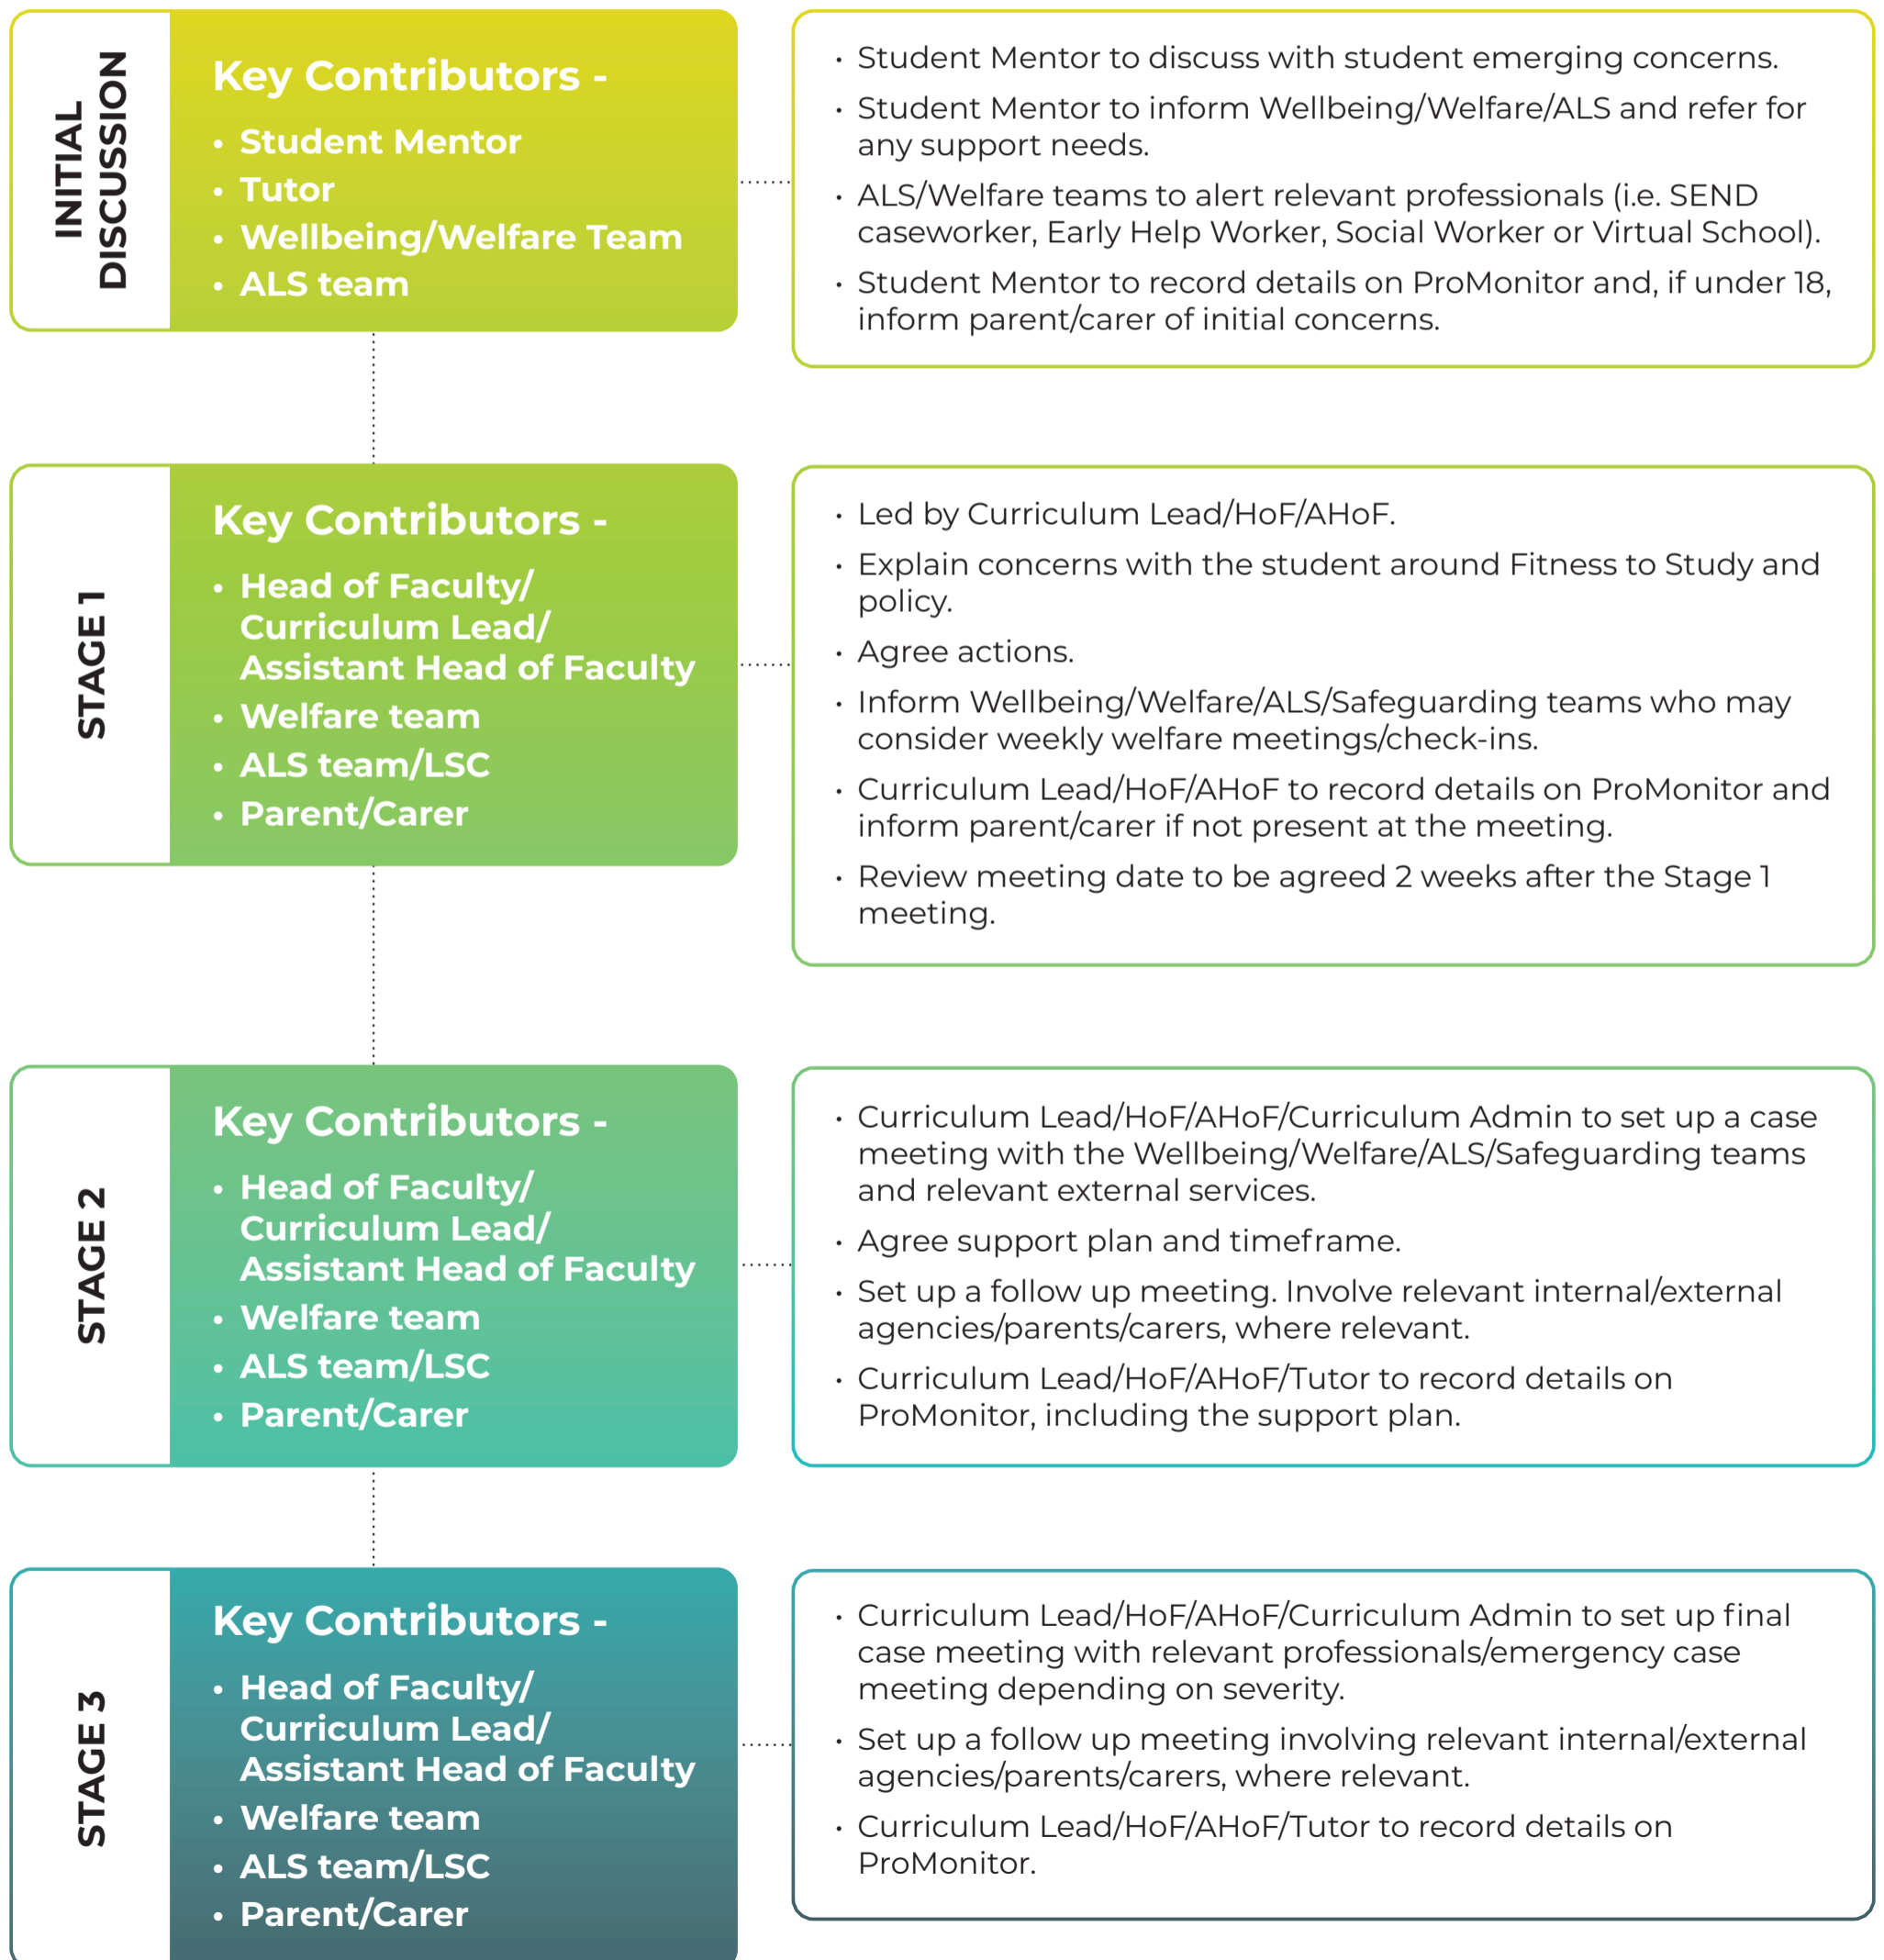 INITIAL
DISCUSSION
Key Contributors -
• Student Mentor
• Tutor
• Wellbeing/Welfare Team
• ALS team
• Student Mentor to discuss with student emerging concerns.
• Student Mentor to inform Wellbeing/Welfare/ALS and refer for
any support needs.
• ALS/Welfare teams to alert relevant professionals (i.e. SEND
caseworker, Early Help Worker, Social Worker or Virtual School).
• Student Mentor to record details on ProMonitor and, if under 18,
inform parent/carer of initial concerns.
STAGE 1
Key Contributors -
• Head of Faculty/
Curriculum Lead/
Assistant Head of Faculty
• Welfare team
• ALS team/LSC
• Parent/Carer
• Led by Curriculum Lead/HoF/AHoF.
• Explain concerns with the student around Fitness to Study and
policy.
• Agree actions.
• Inform Wellbeing/Welfare/ALS/Safeguarding teams who may
consider weekly welfare meetings/check-ins.
• Curriculum Lead/HoF/AHoF to record details on ProMonitor and
inform parent/carer if not present at the meeting.
• Review meeting date to be agreed 2 weeks after the Stage 1
meeting.
STAGE 2
Key Contributors -
• Head of Faculty/
Curriculum Lead/
Assistant Head of Faculty
• Welfare team
• ALS team/LSC
• Parent/Carer
• Curriculum Lead/HoF/AHoF/Curriculum Admin to set up a case
meeting with the Wellbeing/Welfare/ALS/Safeguarding teams
and relevant external services.
• Agree support plan and timeframe.
• Set up a follow up meeting. Involve relevant internal/external
agencies/parents/carers, where relevant.
• Curriculum Lead/HoF/AHoF/Tutor to record details on
ProMonitor, including the support plan.
STAGE 3
Key Contributors -
• Head of Faculty/
Curriculum Lead/
Assistant Head of Faculty
• Welfare team
• ALS team/LSC
• Parent/Carer
• Curriculum Lead/HoF/AHoF/Curriculum Admin to set up final
case meeting with relevant professionals/emergency case
meeting depending on severity.
• Set up a follow up meeting involving relevant internal/external
agencies/parents/carers, where relevant.
• Curriculum Lead/HoF/AHoF/Tutor to record details on
ProMonitor.